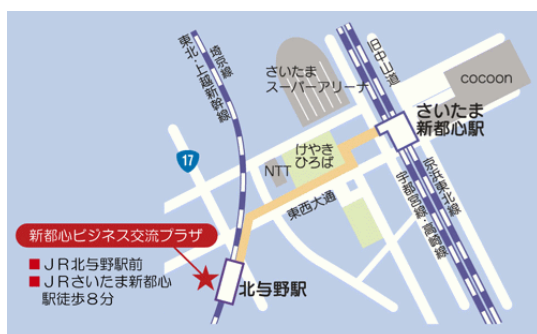 旧中山道
埼京線
東北・上越新幹線
さいたま
スーパーアリーナ
cocoon
さいたま
新都心駅
けやき
ひろば
NTT
17
東西大通
京浜東北線
宇都宮線・高崎線
新都心ビジネス交流プラザ
■JR北与野駅前
■JRさいたま新都心
駅徒歩8分
北与野駅